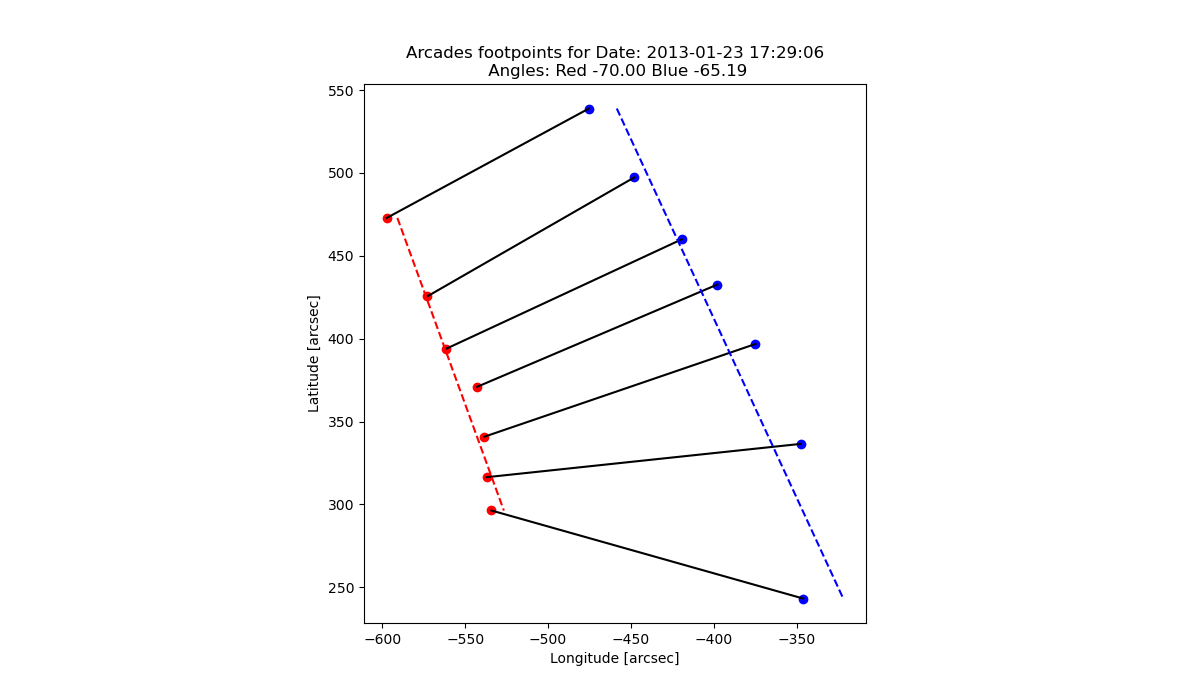 Arcades footpoints for Date: 2013-01-23 17:29:06
Angles: Red -70.00 Blue -65.19
550
500
450
400
350
300
250
Latitude [arcsec]
−600 −550 −500 −450 −400 −350
Longitude [arcsec]